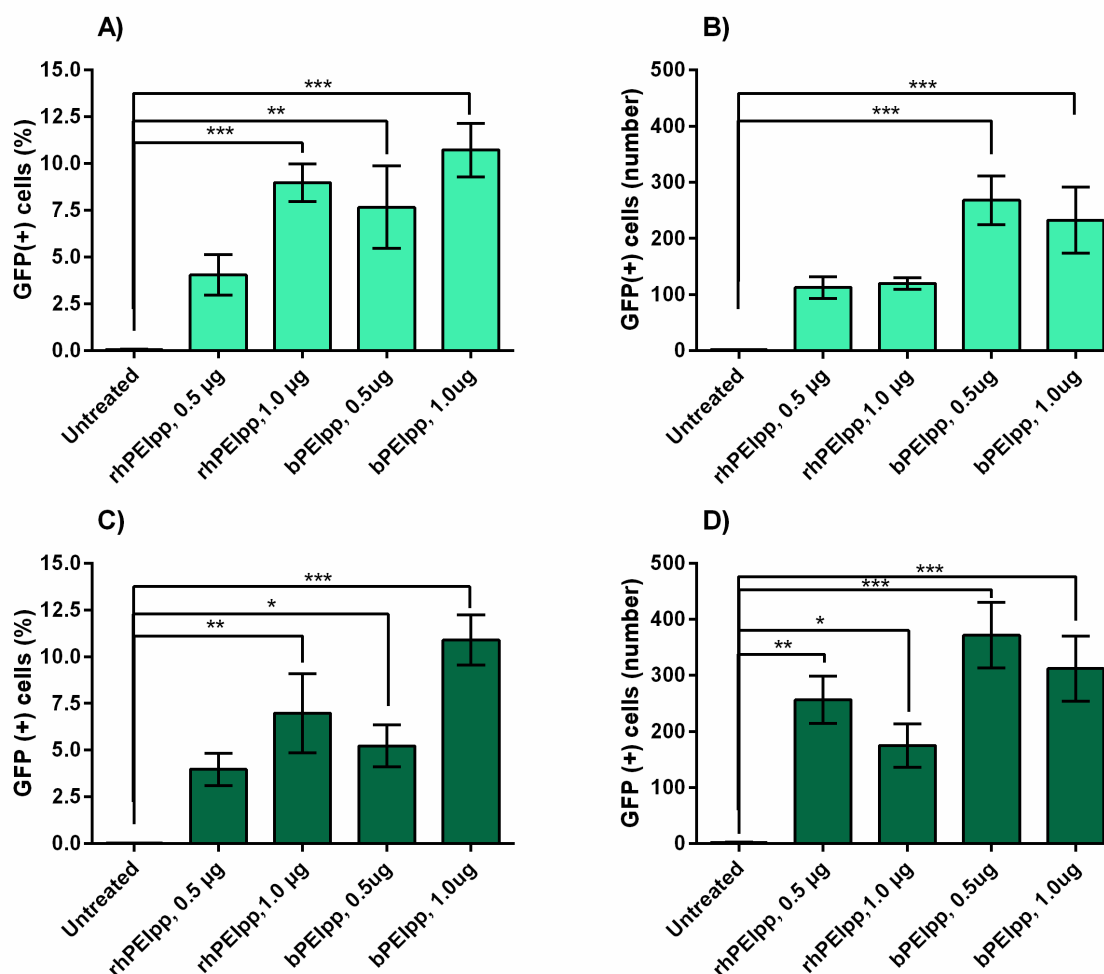 A)
GFP(+) cells (%)
15.0
12.5
10.0
7.5
5.0
2.5
0.0
***
**
***
Untreated
rhPEIpp, 0.5 µg
rhPEIpp, 1.0 µg
bPEIpp, 0.5ug
bPEIpp, 1.0ug
B)
GFP(+) cells (number)
500
400
300
200
100
0
***
***
Untreated
rhPEIpp, 0.5 µg
rhPEIpp, 1.0 µg
bPEIpp, 0.5ug
bPEIpp, 1.0ug
C)
GFP (+) cells (%)
15.0
12.5
10.0
7.5
5.0
2.5
0.0
***
*
**
Untreated
rhPEIpp, 0.5 µg
rhPEIpp, 1.0 µg
bPEIpp, 0.5ug
bPEIpp, 1.0ug
D)
GFP (+) cells (number)
500
400
300
200
100
0
***
***
*
**
Untreated
rhPEIpp, 0.5 µg
rhPEIpp, 1.0 µg
bPEIpp, 0.5ug
bPEIpp, 1.0ug